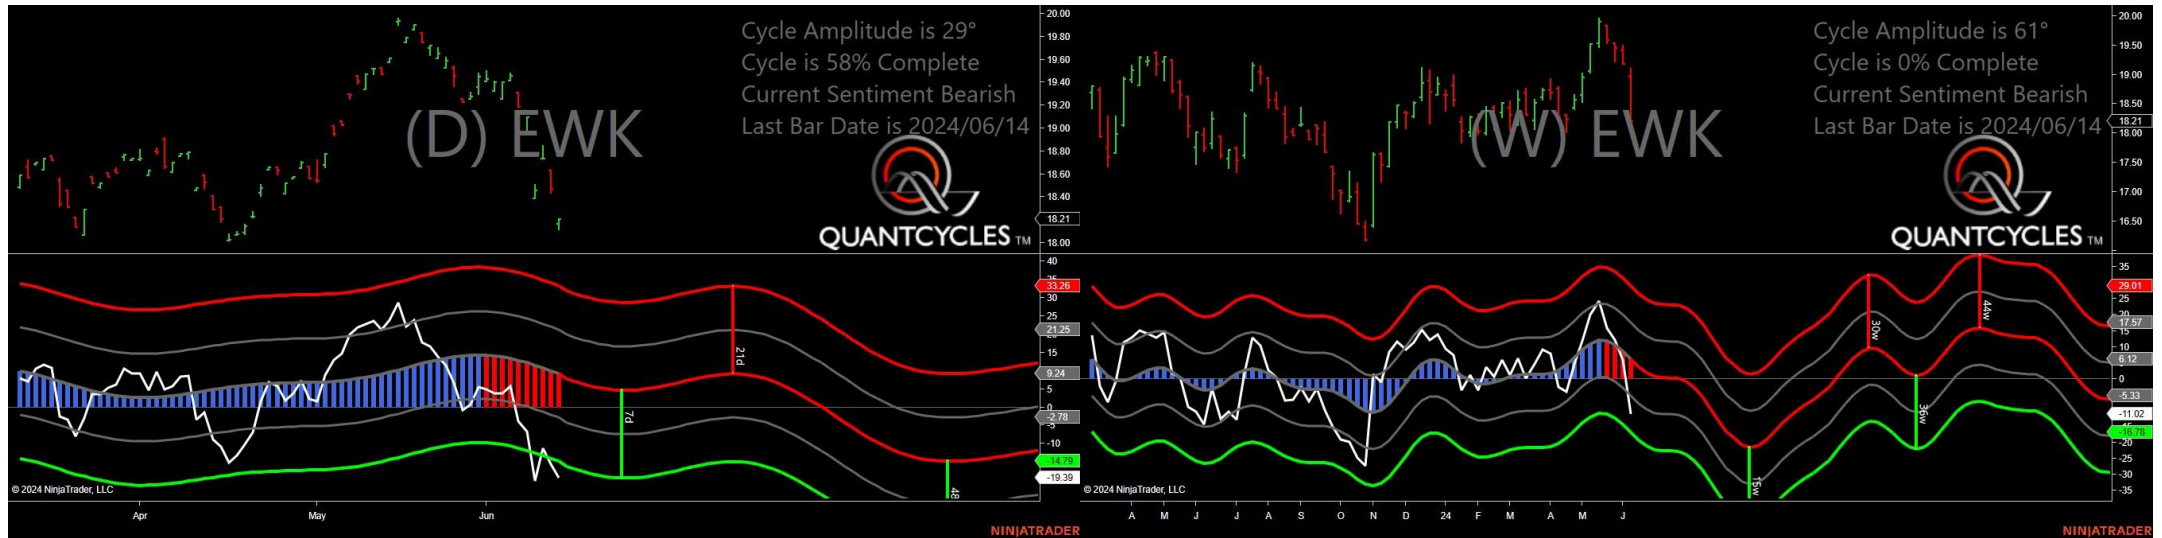 Cycle Amplitude is 29°
Cycle is 58% Complete
Current Sentiment Bearish
Last Bar Date is 2024/06/14
(D) EWK
QUANTCYCLES TM
20.00
19.80
19.60
19.40
19.20
19.00
18.80
18.60
18.40
18.21
18.00
40
35
33.26
30
25
21.25
15
9.24
5
0
-2.78
-5
-10
-14.79
-19.39
21d
7d
48
© 2024 NinjaTrader, LLC
Apr May Jun
NINJATRADER
Cycle Amplitude is 61°
Cycle is 0% Complete
Current Sentiment Bearish
Last Bar Date is 2024/06/14
(W) EWK
QUANTCYCLES TM
20.00
19.50
19.00
18.50
18.21
18.00
17.50
17.00
16.50
35
29.01
25
17.57
15
10
6.12
0
-5.33
-11.02
-16.78
-20
-25
-30
-35
30w
44w
36w
15w
© 2024 NinjaTrader, LLC
A M J J A S O N D 24 F M A M J
NINJATRADER